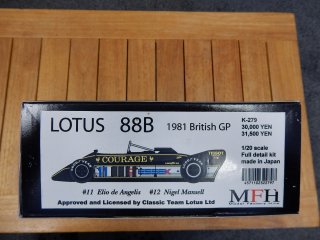 LOTUS 88B 1981 British GP
K-279
30,000 YEN
31,500 YEN
1/20 scale
Full detail kit
made in Japan
COURAGE
#11 Elio de Angelis #12 Nigel Mansell
Approved and Licensed by Classic Team Lotus Ltd
MFH